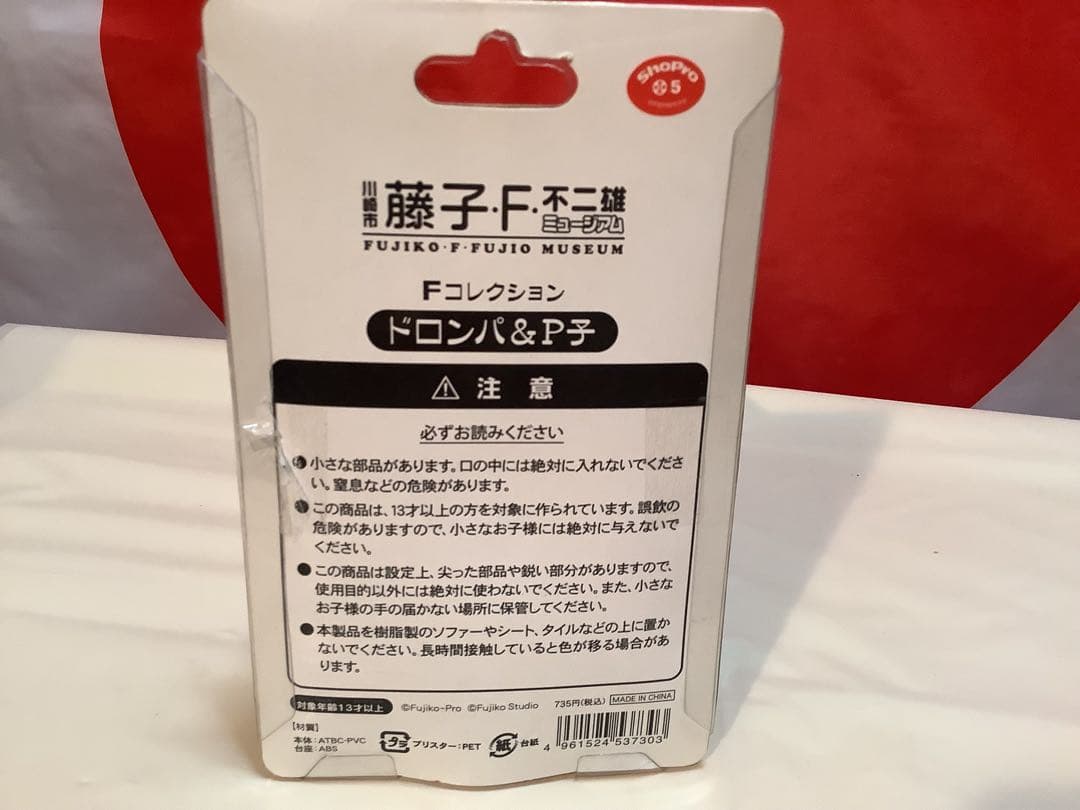 ShoPro
5
川崎市 藤子・F・不二雄 ミュージアム
FUJIKO・F・FUJIO MUSEUM
Fコレクション
ドロンパ&P子
⚠ 注 意
必ずお読みください
●小さな部品があります。口の中には絶対に入れないでくださ
い。窒息などの危険があります。
●この商品は、13才以上の方を対象に作られています。誤飲の
危険がありますので、小さなお子様には絶対に与えないで
ください。
●この商品は設定上、尖った部品や鋭い部分がありますので、
使用目的以外には絶対に使わないでください。また、小さな
お子様の手の届かない場所に保管してください。
●本製品を樹脂製のソファーやシート、タイルなどの上に置か
ないでください。長時間接触していると色が移る場合があ
ります。
対象年齢13才以上 ©Fujiko-Pro ©Fujiko Studio 735円(税込) MADE IN CHINA
【材質】
本体:ATBC-PVC
台座:ABS
プラ ブリスター:PET 紙 台紙
4 961524 537303